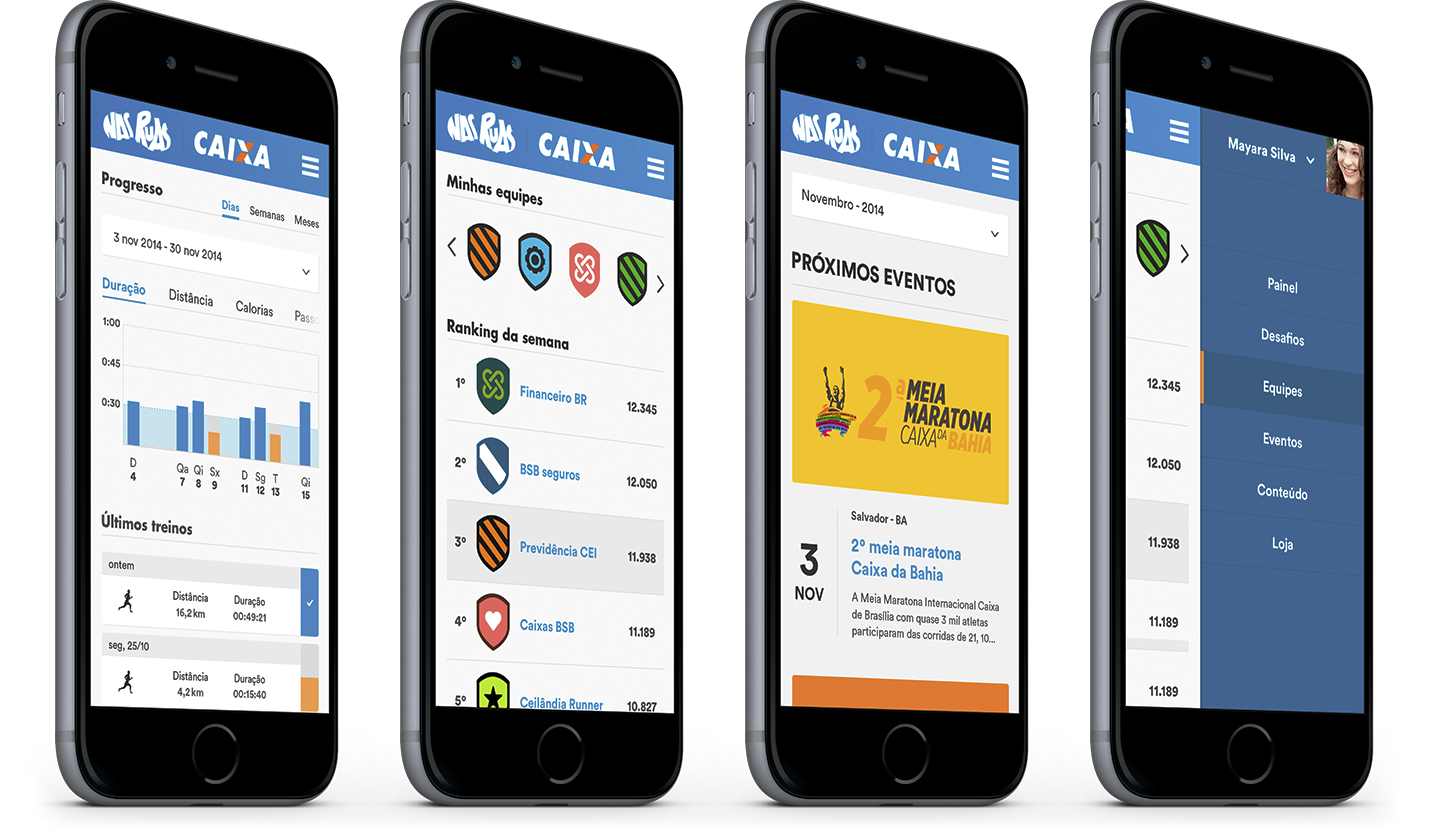 NAS RUAS CAIXA
Progresso
Dias Semanas Meses
3 nov 2014 - 30 nov 2014
Duração Distância Calorias Passo
1:00
0:45
0:30
D Qa Qi Sx D Sg T Qi
4 7 8 9 11 12 13 15
Últimos treinos
ontem
Distância Duração
16,2 km 00:49:21
seg, 25/10
Distância Duração
4,2 km 00:15:40
NAS RUAS CAIXA
Minhas equipes
Ranking da semana
1º Financeiro BR 12.345
2º BSB seguros 12.050
3º Previdência CEI 11.938
4º Caixas BSB 11.189
5º Ceilândia Runner 10.827
NAS RUAS CAIXA
Novembro - 2014
PRÓXIMOS EVENTOS
2ª MEIA
MARATONA
CAIXA DA BAHIA
Salvador - BA
3
NOV
2º meia maratona
Caixa da Bahia
A Meia Maratona Internacional Caixa
de Brasília com quase 3 mil atletas
participaram das corridas de 21, 10...
A
Mayara Silva
12.345
12.050
11.938
11.189
11.189
Painel
Desafios
Equipes
Eventos
Conteúdo
Loja